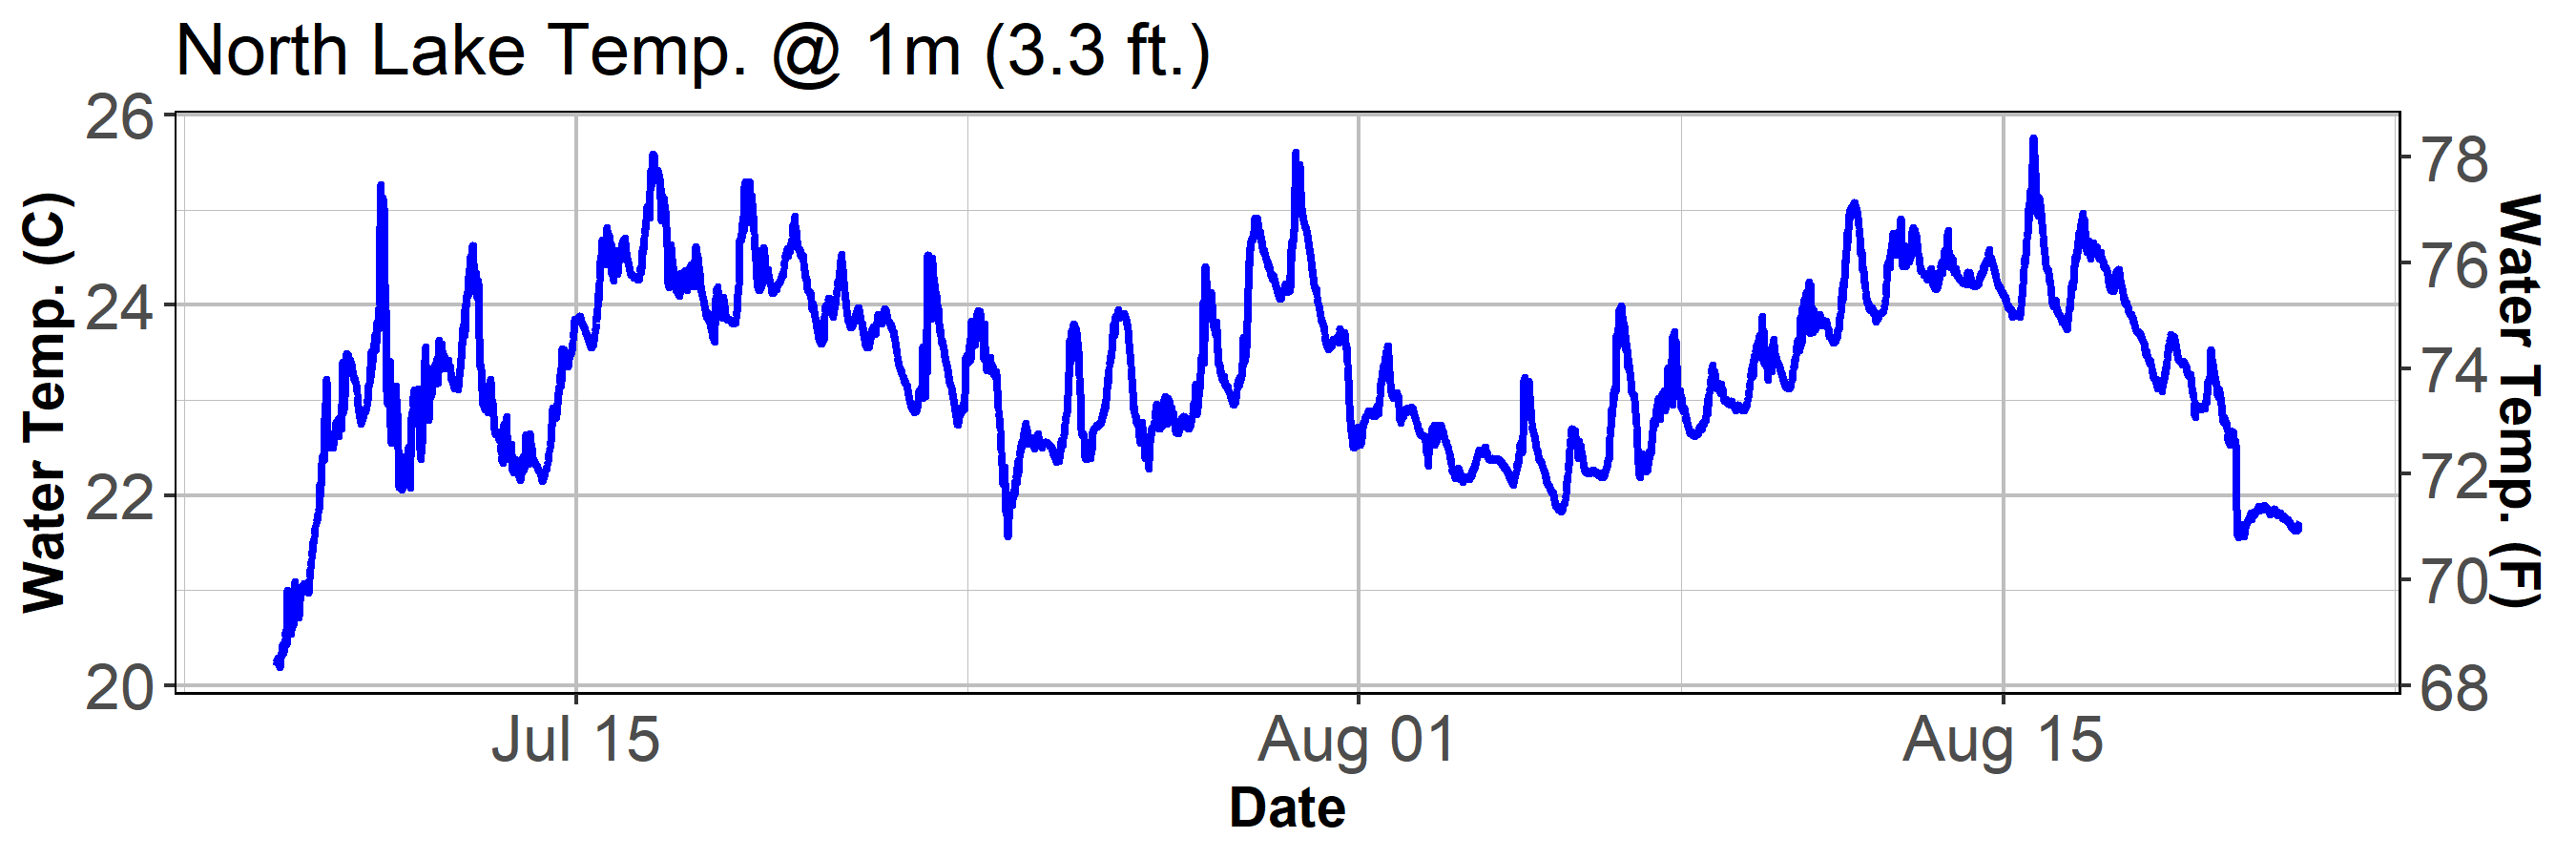 North Lake Temp. @ 1m (3.3 ft.)
Water Temp. (C)
26
24
22
20
78
76
74
72
70
68
Water Temp. (F)
Jul 15
Aug 01
Aug 15
Date